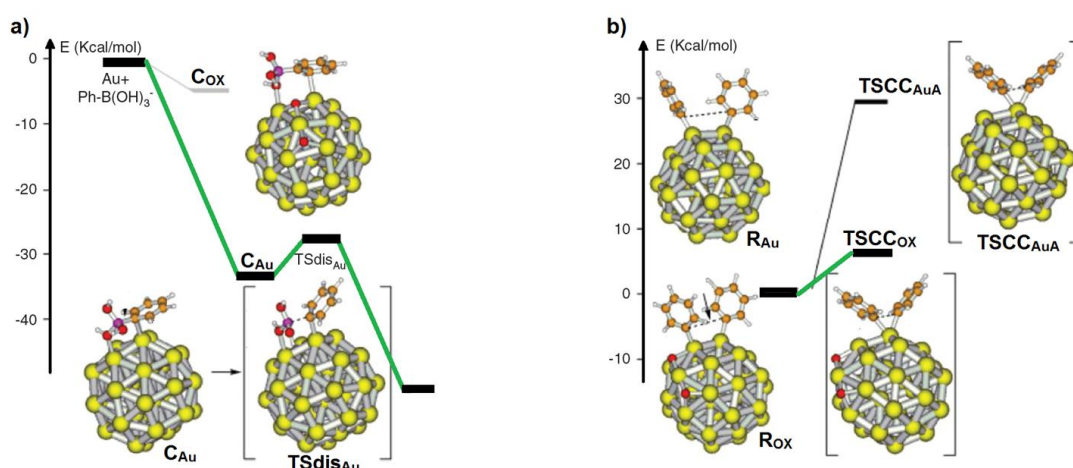 a)
E (Kcal/mol)
0
Au+
Ph-B(OH)3-
COX
-10
-20
-30
CAu
TSdisAu
-40
CAu
TSdisAu
b)
E (Kcal/mol)
TSCCAuA
30
20
RAu
TSCCAuA
10
TSCCOX
0
-10
ROX